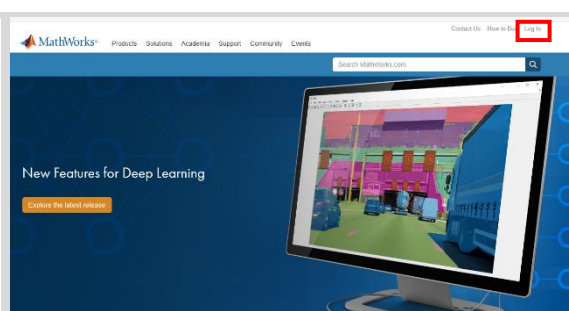 Contact Us How to Buy Log In
MathWorks® Products Solutions Academia Support Community Events
Search MathWorks.com
New Features for Deep Learning
Explore the latest release